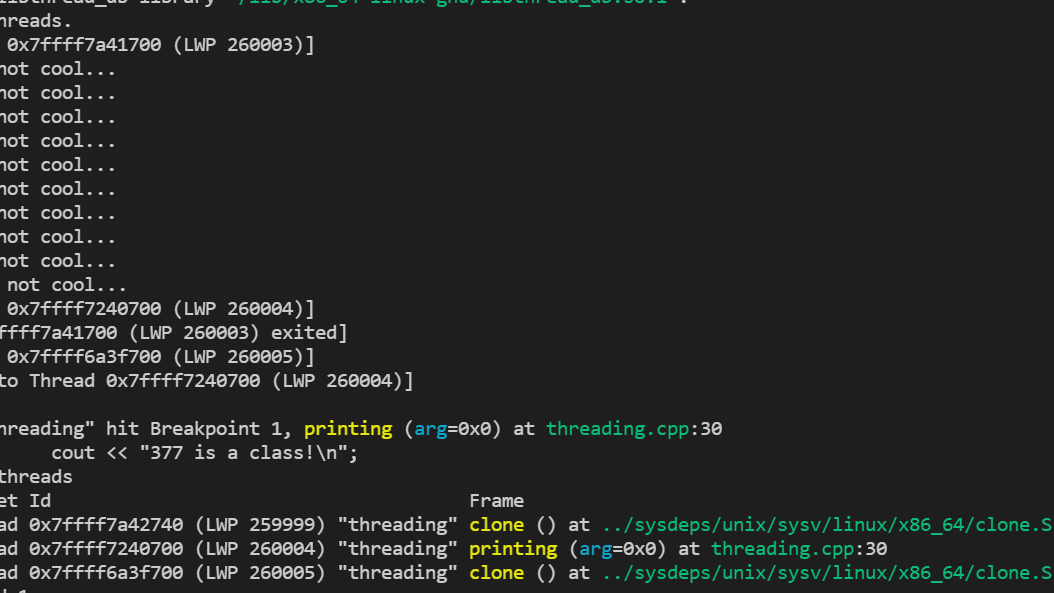 hreads.
0x7ffff7a41700 (LWP 260003)]
not cool...
not cool...
not cool...
not cool...
not cool...
not cool...
not cool...
not cool...
not cool...
not cool...
0x7ffff7240700 (LWP 260004)]
ffff7a41700 (LWP 260003) exited]
0x7ffff6a3f700 (LWP 260005)]
to Thread 0x7ffff7240700 (LWP 260004)]
hreading" hit Breakpoint 1, printing (arg=0x0) at threading.cpp:30
cout << "377 is a class!\n";
threads
et Id Frame
ad 0x7ffff7a42740 (LWP 259999) "threading" clone () at ../sysdeps/unix/sysv/linux/x86_64/clone.S
ad 0x7ffff7240700 (LWP 260004) "threading" printing (arg=0x0) at threading.cpp:30
ad 0x7ffff6a3f700 (LWP 260005) "threading" clone () at ../sysdeps/unix/sysv/linux/x86_64/clone.S